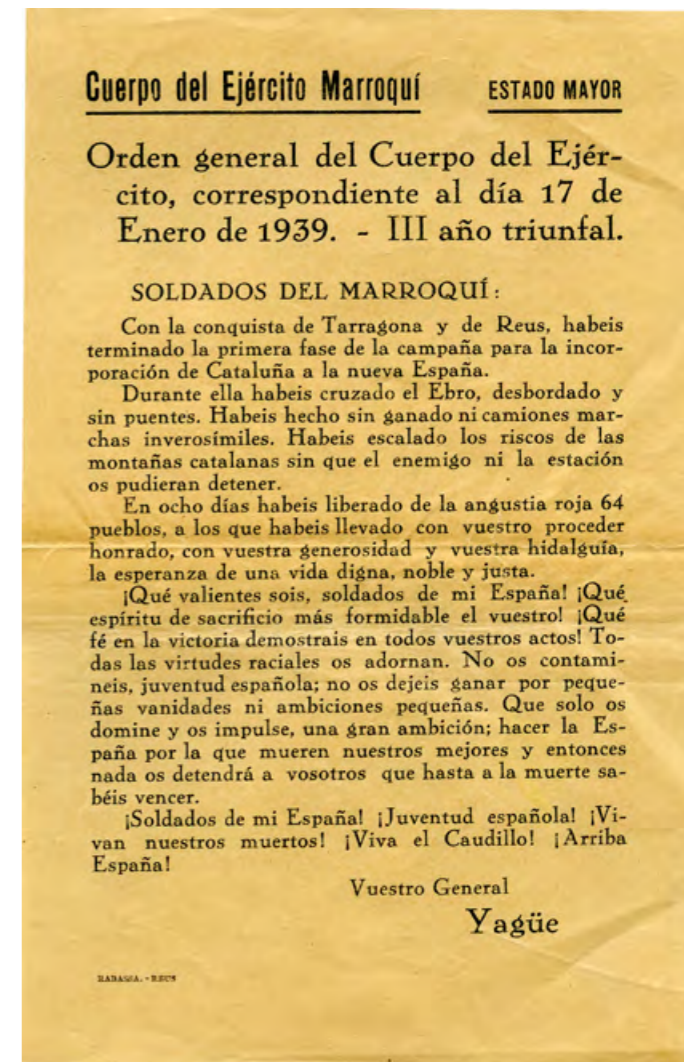 Cuerpo del Ejército Marroquí ESTADO MAYOR
Orden general del Cuerpo del Ejér-
cito, correspondiente al día 17 de
Enero de 1939. - III año triunfal.
SOLDADOS DEL MARROQUÍ:
Con la conquista de Tarragona y de Reus, habeis
terminado la primera fase de la campaña para la incor-
poración de Cataluña a la nueva España.
Durante ella habeis cruzado el Ebro, desbordado y
sin puentes. Habeis hecho sin ganado ni camiones mar-
chas inverosímiles. Habeis escalado los riscos de las
montañas catalanas sin que el enemigo ni la estación
os pudieran detener.
En ocho días habeis liberado de la angustia roja 64
pueblos, a los que habeis llevado con vuestro proceder
honrado, con vuestra generosidad y vuestra hidalguía,
la esperanza de una vida digna, noble y justa.
¡Qué valientes sois, soldados de mi España! ¡Qué
espíritu de sacrificio más formidable el vuestro! ¡Qué
fé en la victoria demostrais en todos vuestros actos! To-
das las virtudes raciales os adornan. No os contami-
neis, juventud española; no os dejeis ganar por peque-
ñas vanidades ni ambiciones pequeñas. Que solo os
domine y os impulse, una gran ambición; hacer la Es-
paña por la que mueren nuestros mejores y entonces
nada os detendrá a vosotros que hasta a la muerte sa-
béis vencer.
¡Soldados de mi España! ¡Juventud española! ¡Vi-
van nuestros muertos! ¡Viva el Caudillo! ¡Arriba
España!
Vuestro General
Yagüe
- REUS